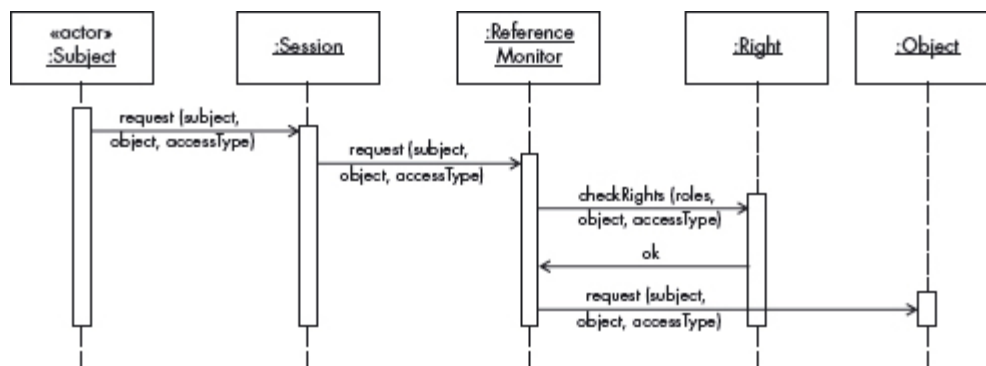 «actor»
:Subject
:Session
:Reference
Monitor
:Right
:Object
request (subject,
object, accessType)
request (subject,
object, accessType)
checkRights (roles,
object, accessType)
ok
request (subject,
object, accessType)